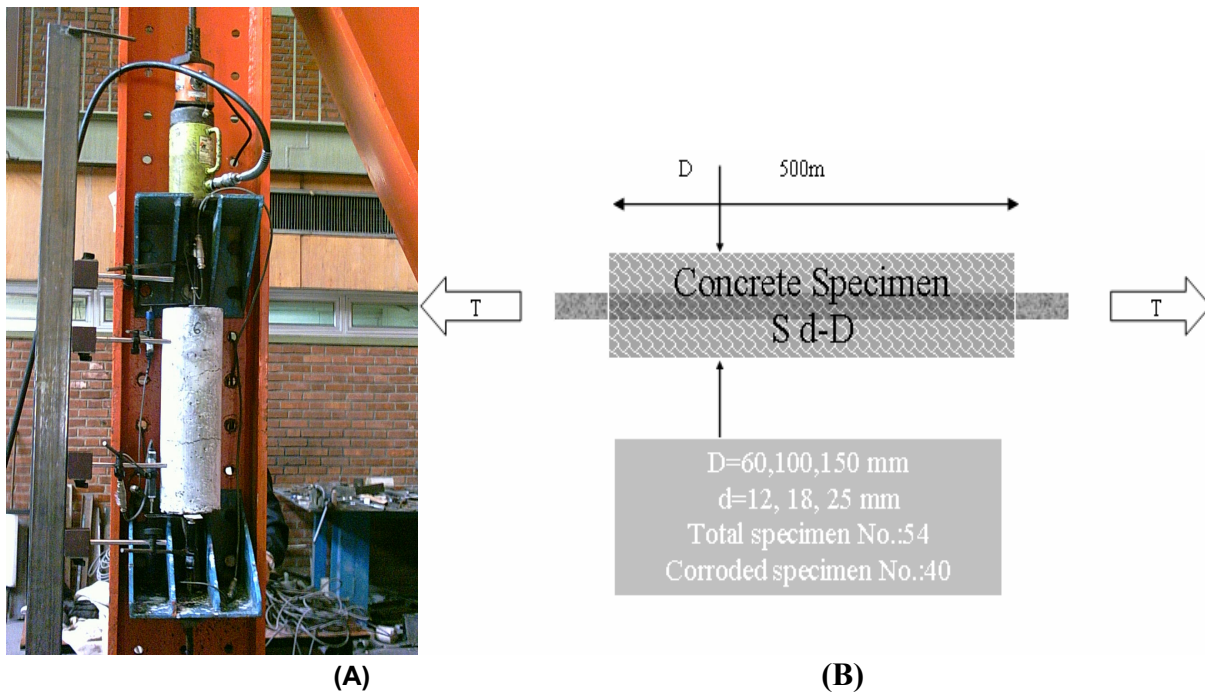 6
D 500m
T
Concrete Specimen
S d-D
T
D=60,100,150 mm
d=12, 18, 25 mm
Total specimen No.:54
Corroded specimen No.:40
(A) (B)